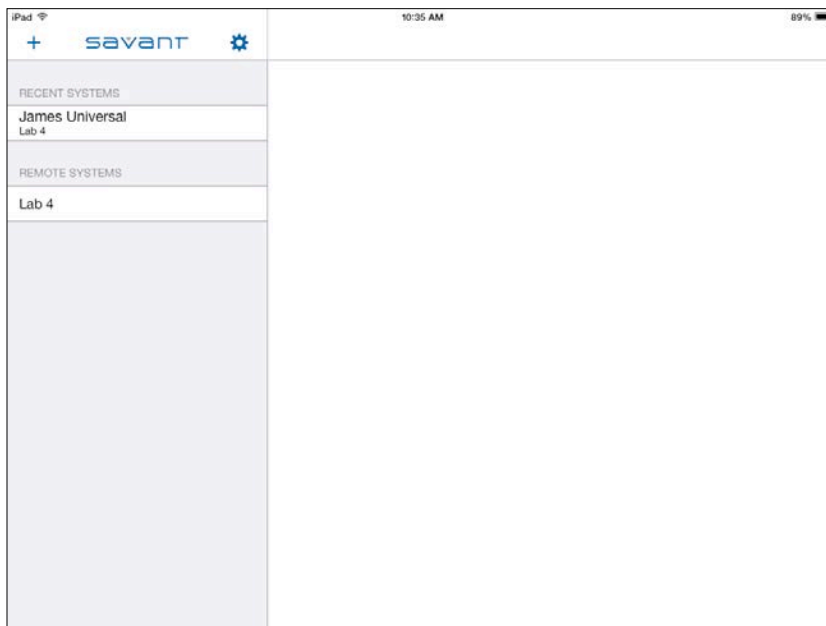 iPad
10:35 AM
89%
+ savant
RECENT SYSTEMS
James Universal
Lab 4
REMOTE SYSTEMS
Lab 4